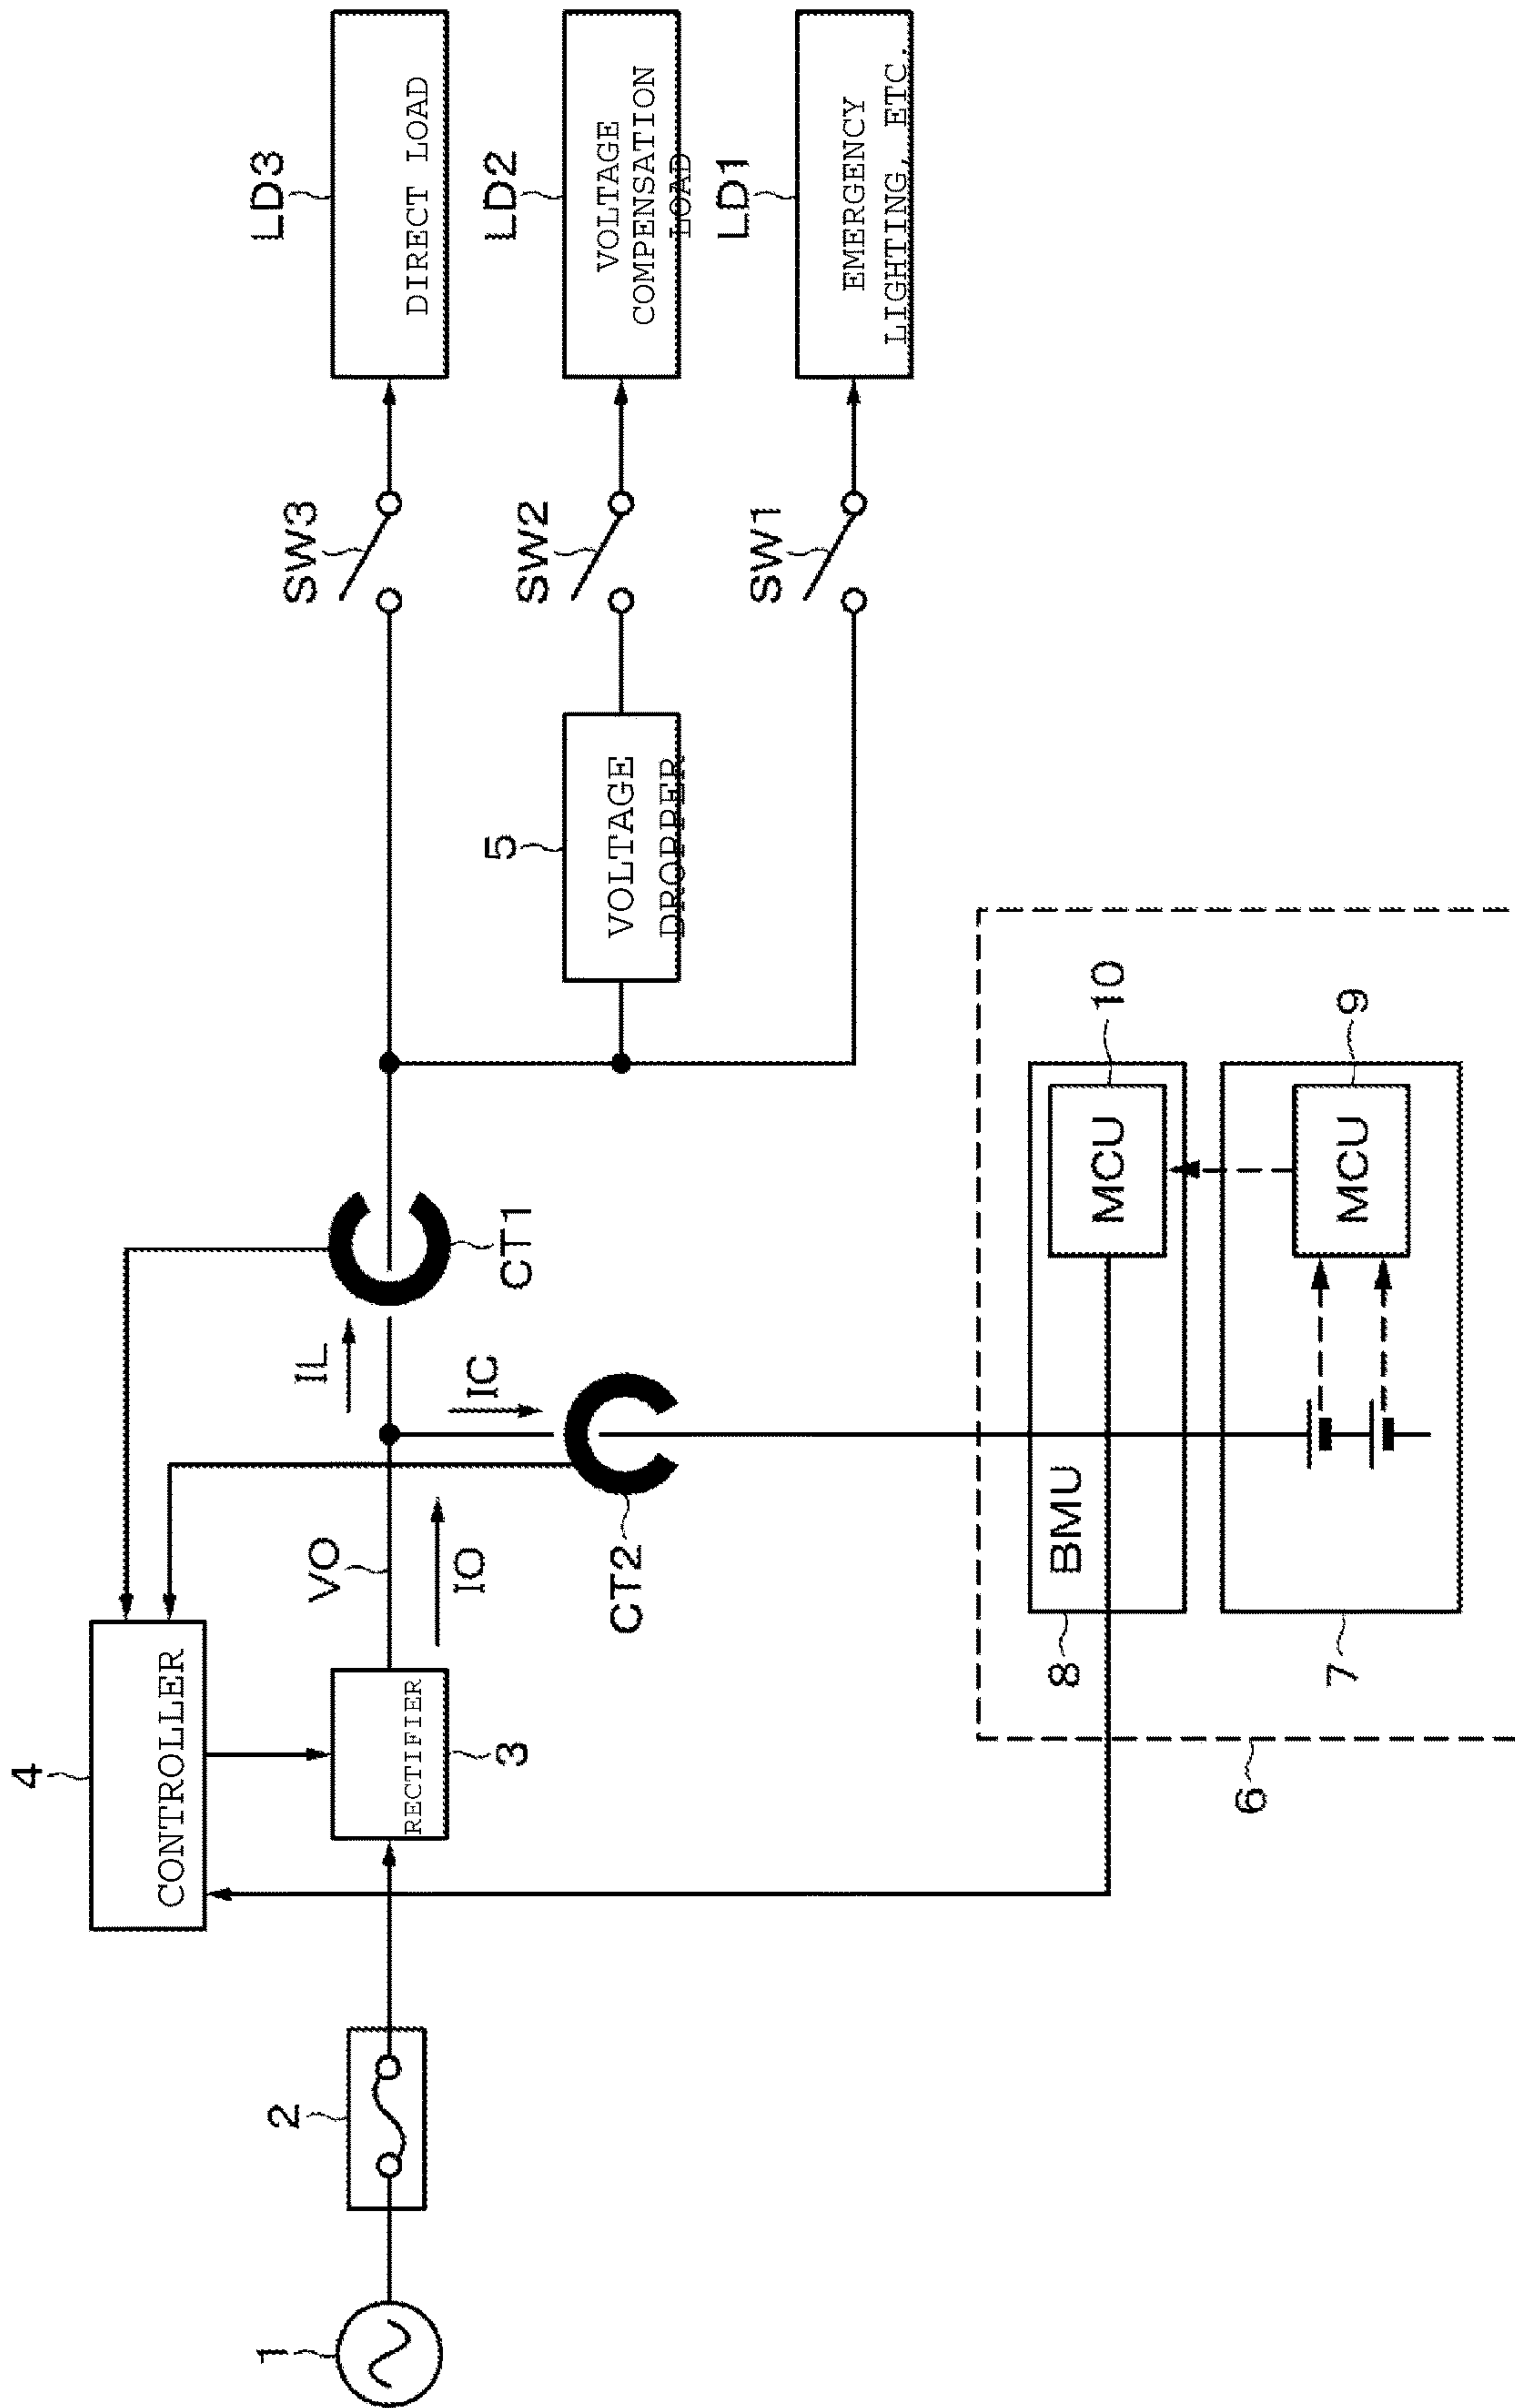 1
2
4
CONTROLLER
RECTIFIER
3
VO
IO
IL
IC
CT1
CT2
5
VOLTAGE
DROPPER
SW3
SW2
SW1
LD3
DIRECT LOAD
LD2
VOLTAGE
COMPENSATION
LOAD
LD1
EMERGENCY
LIGHTING, ETC.
6
8
BMU
MCU
10
7
MCU
9